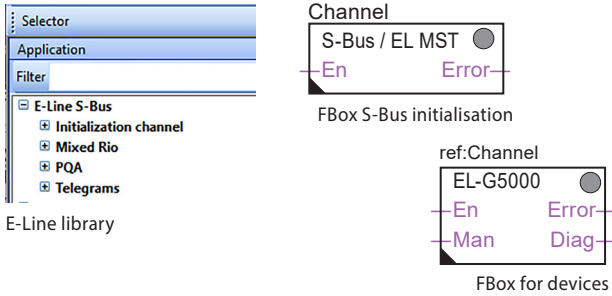 Selector
Application
Filter
E-Line S-Bus
Initialization channel
Mixed Rio
PQA
Telegrams
E-Line library
Channel
S-Bus / EL MST
En Error
FBox S-Bus initialisation
ref:Channel
EL-G5000
En Error
Man Diag
FBox for devices